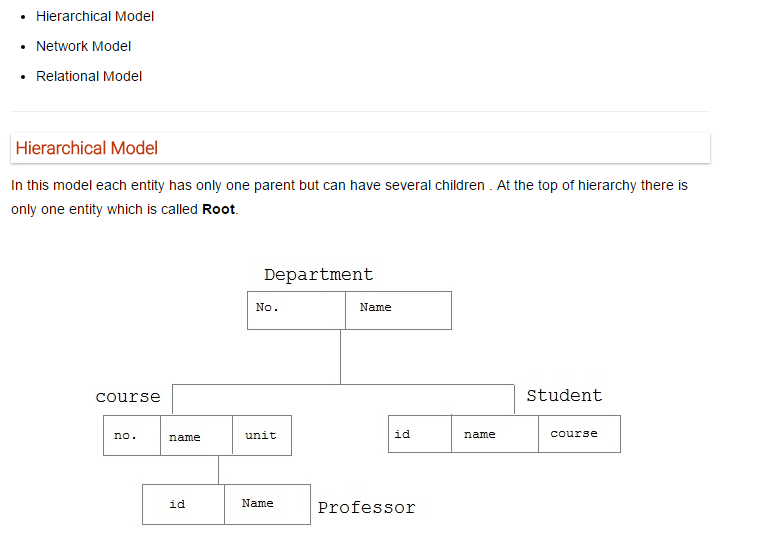 Hierarchical Model
Network Model
Relational Model
Hierarchical Model
In this model each entity has only one parent but can have several children . At the top of hierarchy there is
only one entity which is called Root.
Department
No. Name
course
Student
no. name unit
id name course
id Name
Professor